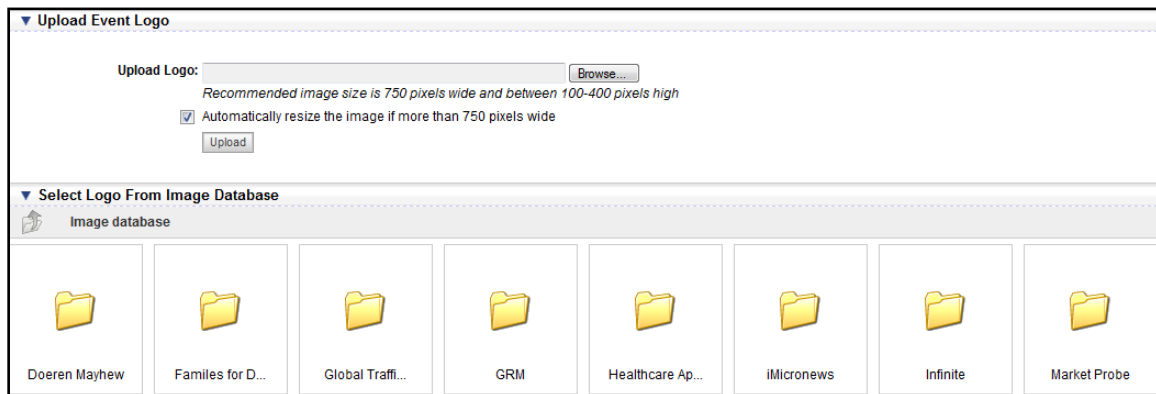 Upload Event Logo
Upload Logo:
Browse...
Recommended image size is 750 pixels wide and between 100-400 pixels high
Automatically resize the image if more than 750 pixels wide
Upload
Select Logo From Image Database
Image database
Doeren Mayhew
Familes for D...
Global Traffi...
GRM
Healthcare Ap...
iMicronews
Infinite
Market Probe